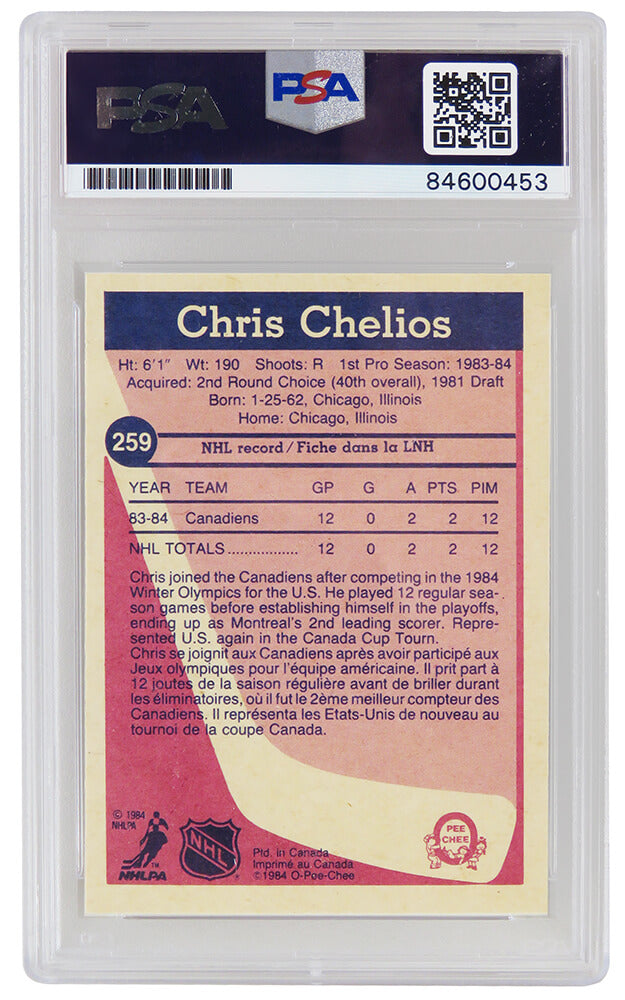 PSA
PSA
84600453
Chris Chelios
Ht: 6'1" Wt: 190 Shoots: R 1st Pro Season: 1983-84
Acquired: 2nd Round Choice (40th overall), 1981 Draft
Born: 1-25-62, Chicago, Illinois
Home: Chicago, Illinois
259
NHL record/Fiche dans la LNH
YEAR TEAM GP G A PTS PIM
83-84 Canadiens 12 0 2 2 12
NHL TOTALS................. 12 0 2 2 12
Chris joined the Canadiens after competing in the 1984
Winter Olympics for the U.S. He played 12 regular sea-
son games before establishing himself in the playoffs,
ending up as Montreal's 2nd leading scorer. Repre-
sented U.S. again in the Canada Cup Tourn.
Chris se joignit aux Canadiens après avoir participé aux
Jeux olympiques pour l'équipe américaine. Il prit part à
12 joutes de la saison régulière avant de briller durant
les éliminatoires, où il fut le 2ème meilleur compteur des
Canadiens. Il représenta les Etats-Unis de nouveau au
tournoi de la coupe Canada.
© 1984
NHLPA
TM
NHLPA
NHL
Ptd. in Canada
Imprimé au Canada
©1984 O-Pee-Chee
PEE
CHEE